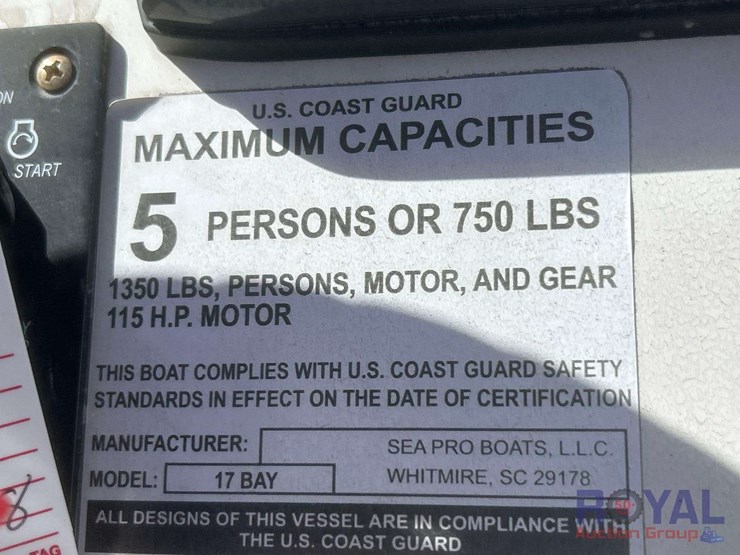 ON
START
U.S. COAST GUARD
MAXIMUM CAPACITIES
5 PERSONS OR 750 LBS
1350 LBS, PERSONS, MOTOR, AND GEAR
115 H.P. MOTOR
THIS BOAT COMPLIES WITH U.S. COAST GUARD SAFETY
STANDARDS IN EFFECT ON THE DATE OF CERTIFICATION
MANUFACTURER: SEA PRO BOATS, L.L.C.
MODEL: 17 BAY WHITMIRE, SC 29178
ALL DESIGNS OF THIS VESSEL ARE IN COMPLIANCE WITH
THE U.S. COAST GUARD
8
TAG
ROYAL
Auction Group